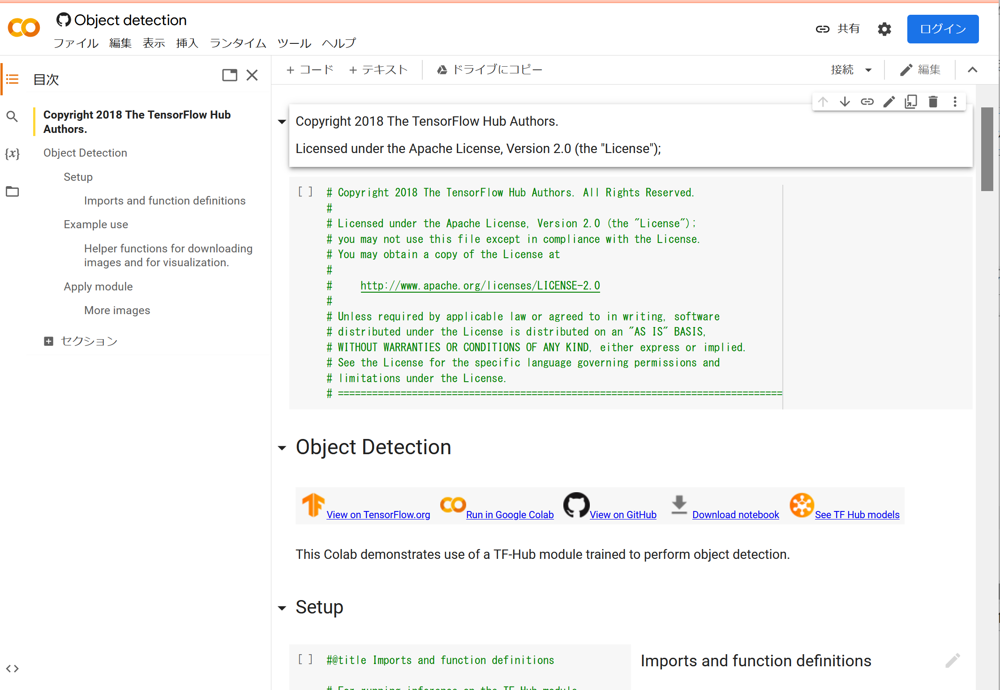 Object detection
ファイル 編集 表示 挿入 ランタイム ツール ヘルプ
共有
ログイン
目次
Copyright 2018 The TensorFlow Hub
Authors.
Object Detection
Setup
Imports and function definitions
Example use
Helper functions for downloading
images and for visualization.
Apply module
More images
セクション
+ コード + テキスト ドライブにコピー
接続 編集
Copyright 2018 The TensorFlow Hub Authors.
Licensed under the Apache License, Version 2.0 (the "License");
[ ] # Copyright 2018 The TensorFlow Hub Authors. All Rights Reserved.
#
# Licensed under the Apache License, Version 2.0 (the "License");
# you may not use this file except in compliance with the License.
# You may obtain a copy of the License at
#
#     http://www.apache.org/licenses/LICENSE-2.0
#
# Unless required by applicable law or agreed to in writing, software
# distributed under the License is distributed on an "AS IS" BASIS,
# WITHOUT WARRANTIES OR CONDITIONS OF ANY KIND, either express or implied.
# See the License for the specific language governing permissions and
# limitations under the License.
# ==============================================================================
Object Detection
View on TensorFlow.org Run in Google Colab View on GitHub Download notebook See TF Hub models
This Colab demonstrates use of a TF-Hub module trained to perform object detection.
Setup
[ ] #@title Imports and function definitions
Imports and function definitions
# For running inference on the TF-Hub module